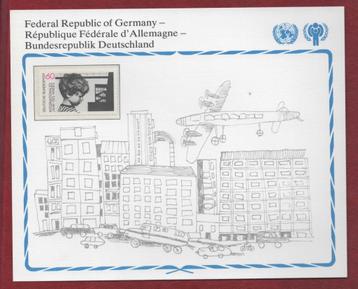 Federal Republic of Germany –
République Fédérale d'Allemagne –
Bundesrepublik Deutschland
60